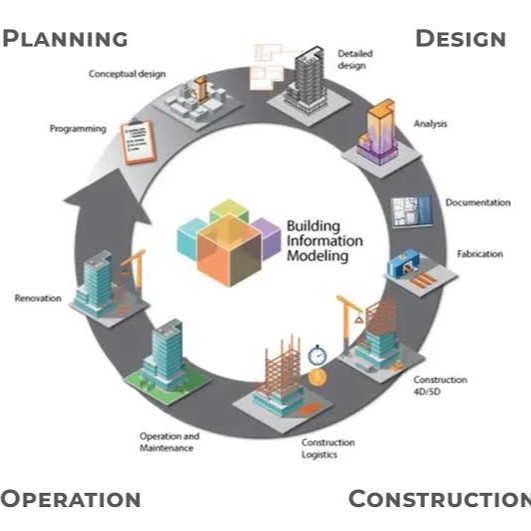 PLANNING
DESIGN
Detailed
design
Conceptual design
Programming
Analysis
Documentation
Building
Information
Modeling
Fabrication
Renovation
Construction
4D/5D
Operation and
Maintenance
Construction
Logistics
OPERATION
CONSTRUCTION